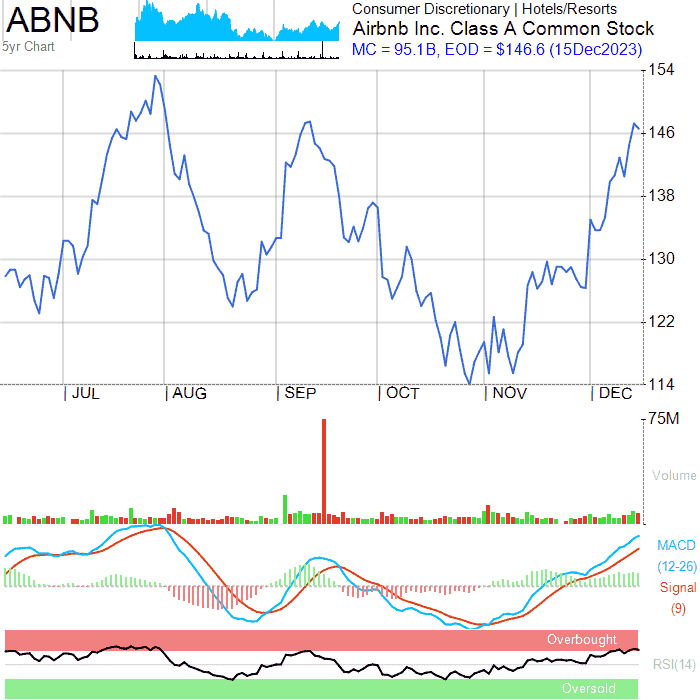 ABNB
5yr Chart
Consumer Discretionary | Hotels/Resorts
Airbnb Inc. Class A Common Stock
MC = 95.1B, EOD = $146.6 (15Dec2023)
154
146
138
130
122
114
| JUL | AUG | SEP | OCT | NOV | DEC
75M
Volume
MACD
(12-26)
Signal
(9)
Overbought
RSI(14)
Oversold